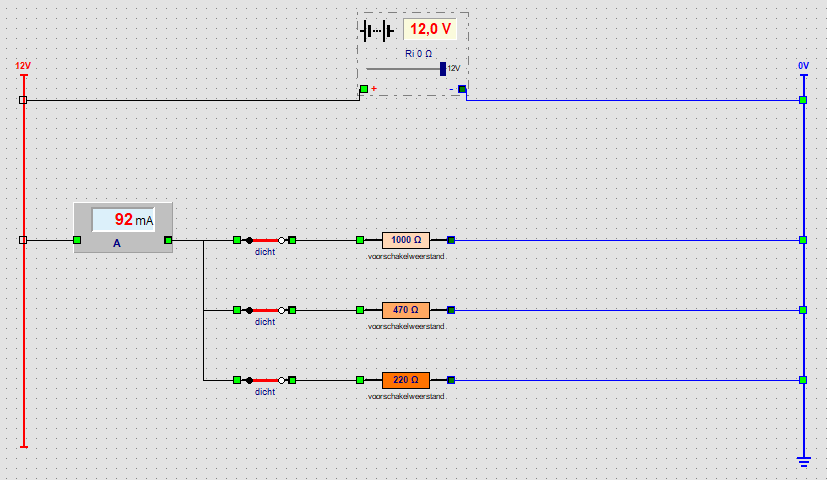 12,0 V
Ri 0 Ω
12V
12V
0V
+
-
92 mA
A
1000 Ω
dicht
voorschakelweerstand
470 Ω
dicht
voorschakelweerstand
220 Ω
dicht
voorschakelweerstand